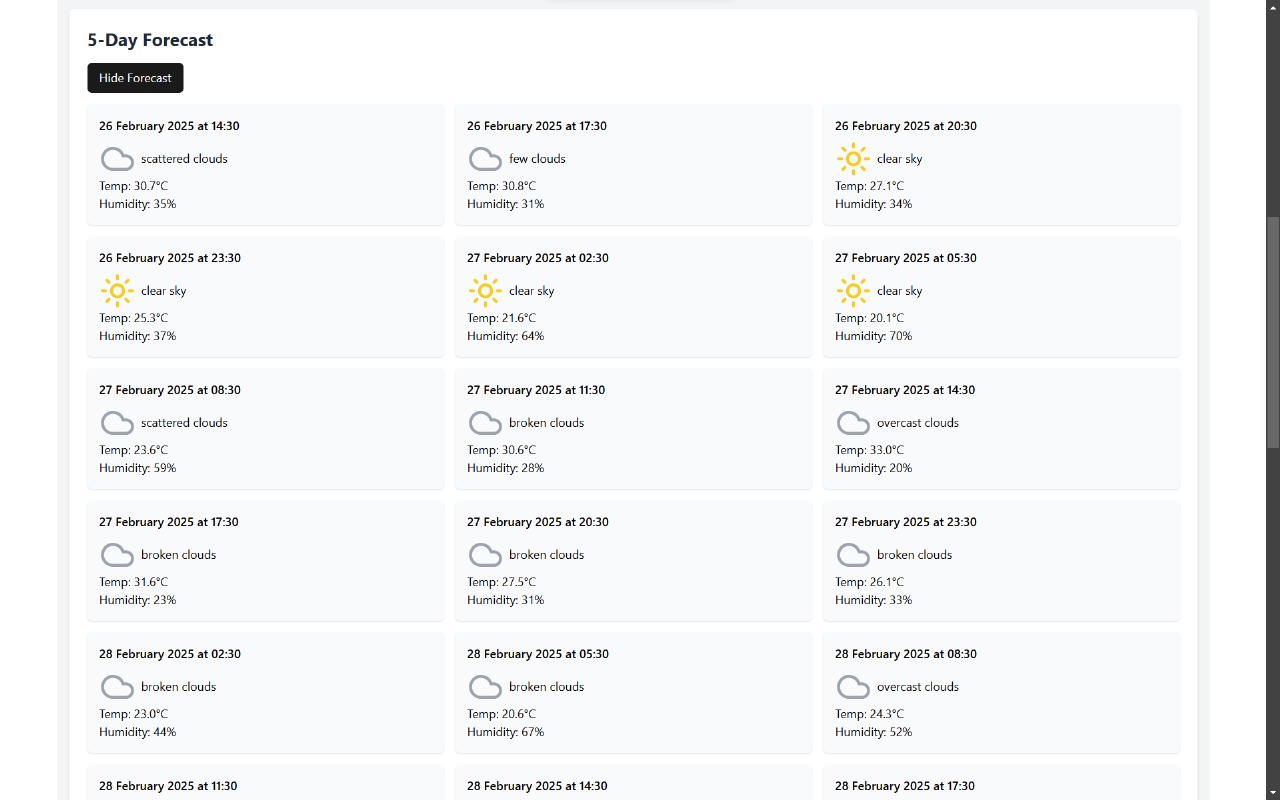 5-Day Forecast
Hide Forecast
26 February 2025 at 14:30
scattered clouds
Temp: 30.7°C
Humidity: 35%
26 February 2025 at 17:30
few clouds
Temp: 30.8°C
Humidity: 31%
26 February 2025 at 20:30
clear sky
Temp: 27.1°C
Humidity: 34%
26 February 2025 at 23:30
clear sky
Temp: 25.3°C
Humidity: 37%
27 February 2025 at 02:30
clear sky
Temp: 21.6°C
Humidity: 64%
27 February 2025 at 05:30
clear sky
Temp: 20.1°C
Humidity: 70%
27 February 2025 at 08:30
scattered clouds
Temp: 23.6°C
Humidity: 59%
27 February 2025 at 11:30
broken clouds
Temp: 30.6°C
Humidity: 28%
27 February 2025 at 14:30
overcast clouds
Temp: 33.0°C
Humidity: 20%
27 February 2025 at 17:30
broken clouds
Temp: 31.6°C
Humidity: 23%
27 February 2025 at 20:30
broken clouds
Temp: 27.5°C
Humidity: 31%
27 February 2025 at 23:30
broken clouds
Temp: 26.1°C
Humidity: 33%
28 February 2025 at 02:30
broken clouds
Temp: 23.0°C
Humidity: 44%
28 February 2025 at 05:30
broken clouds
Temp: 20.6°C
Humidity: 67%
28 February 2025 at 08:30
overcast clouds
Temp: 24.3°C
Humidity: 52%
28 February 2025 at 11:30
28 February 2025 at 14:30
28 February 2025 at 17:30